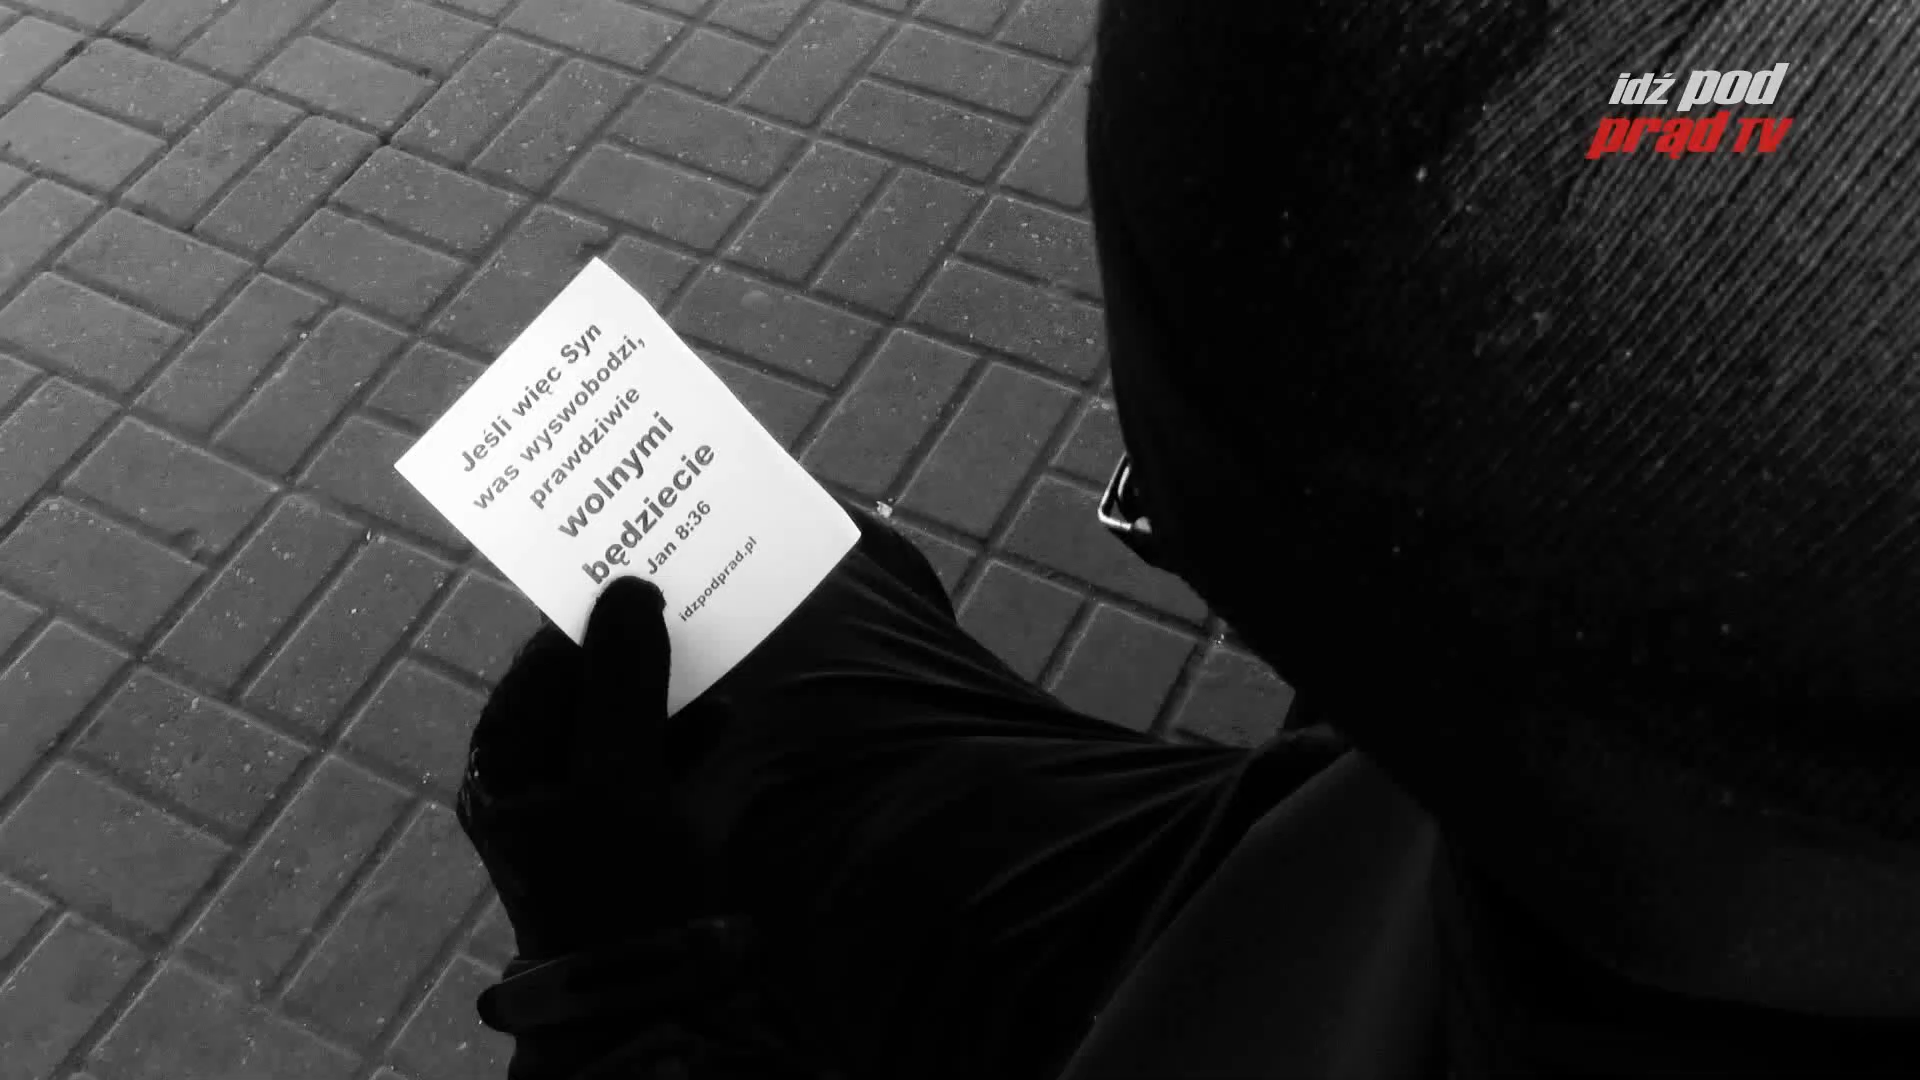 idź pod
prąd TV
Jeśli więc Syn
was wyswobodzi,
prawdziwie
wolnymi
będziecie
Jan 8:36
idzpodprad.pl